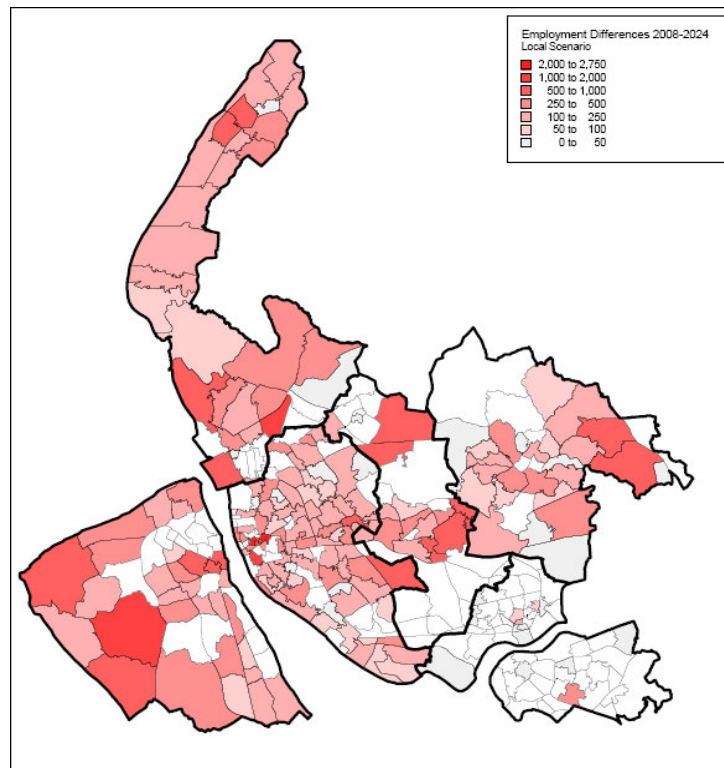 Employment Differences 2008-2024
Local Scenario
2,000 to 2,750
1,000 to 2,000
500 to 1,000
250 to 500
100 to 250
50 to 100
0 to 50